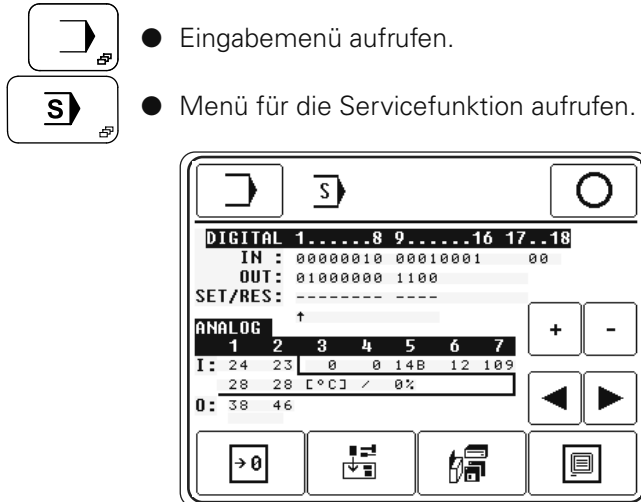 ● Eingabemenü aufrufen.
S
● Menü für die Servicefunktion aufrufen.
S
DIGITAL 1......8 9......16 17..18
IN : 00000010 00010001 00
OUT: 01000000 1100
SET/RES: -------- ----
↑
ANALOG
+ -
1 2 3 4 5 6 7
I: 24 23 0 0 14B 12 109
28 28 [°C] / 0%
O: 38 46
→0